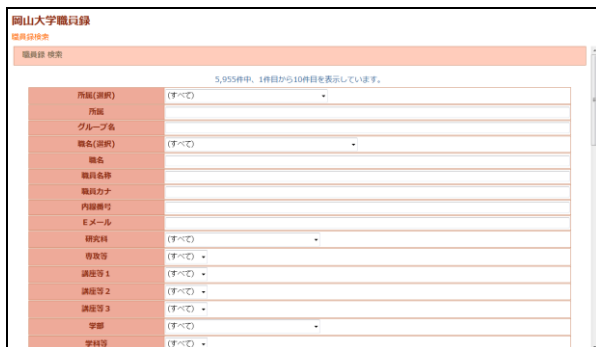 岡山大学職員録
職員録検索
職員録 検索
5,955件中、1件目から10件目を表示しています。
所属(選択) (すべて)
所属
グループ名
職名(選択) (すべて)
職名
職員名称
職員カナ
内線番号
Eメール
研究科 (すべて)
専攻等 (すべて)
講座等1 (すべて)
講座等2 (すべて)
講座等3 (すべて)
学部 (すべて)
学科等 (すべて)